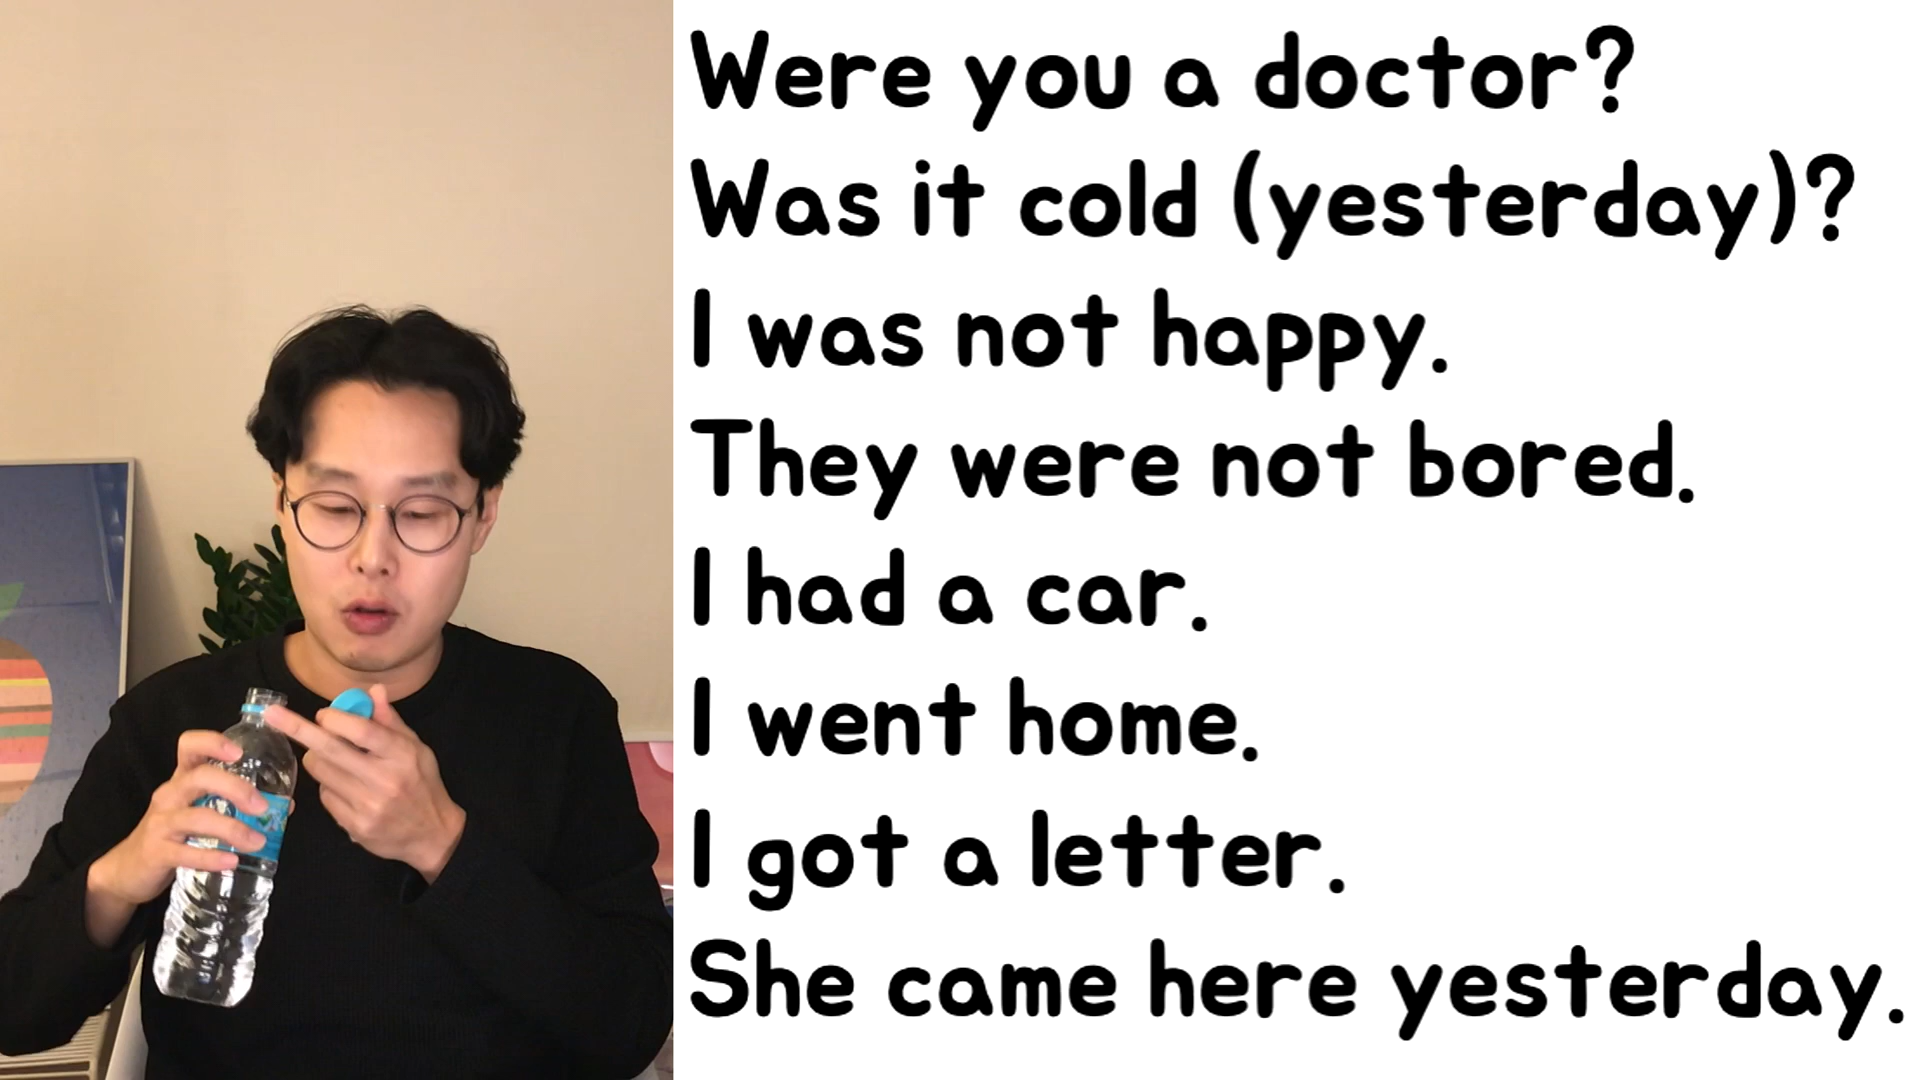 Were you a doctor?
Was it cold (yesterday)?
I was not happy.
They were not bored.
I had a car.
I went home.
I got a letter.
She came here yesterday.